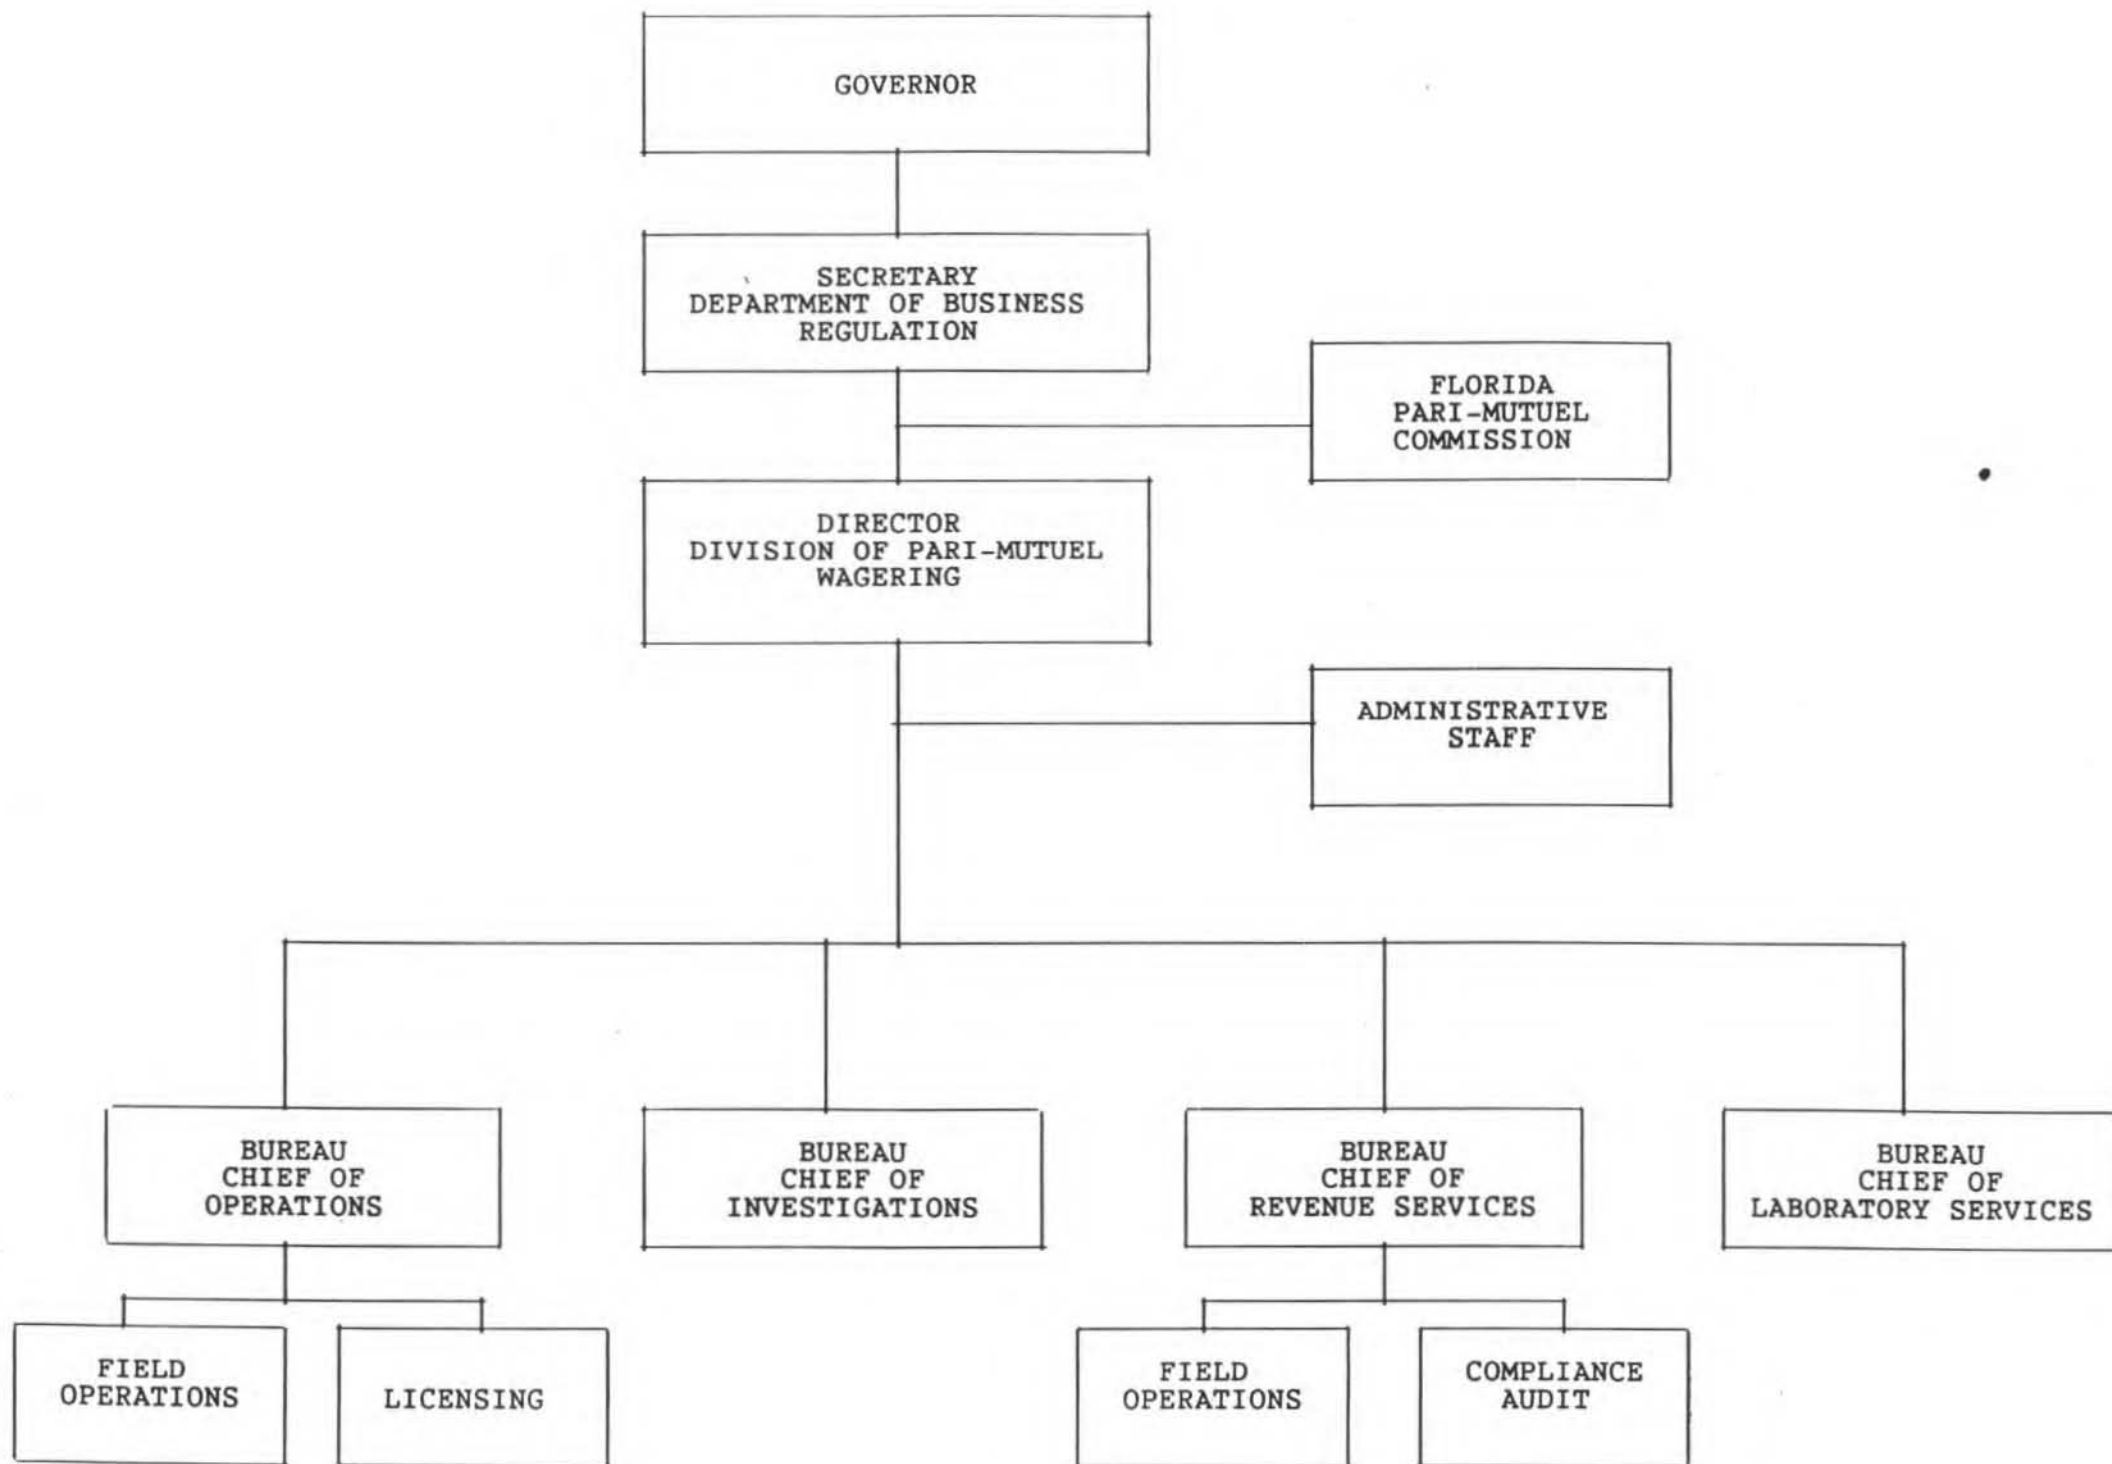 GOVERNOR
SECRETARY
DEPARTMENT OF BUSINESS
REGULATION
FLORIDA
PARI-MUTUEL
COMMISSION
DIRECTOR
DIVISION OF PARI-MUTUEL
WAGERING
ADMINISTRATIVE
STAFF
BUREAU
CHIEF OF
OPERATIONS
BUREAU
CHIEF OF
INVESTIGATIONS
BUREAU
CHIEF OF
REVENUE SERVICES
BUREAU
CHIEF OF
LABORATORY SERVICES
FIELD
OPERATIONS
LICENSING
FIELD
OPERATIONS
COMPLIANCE
AUDIT